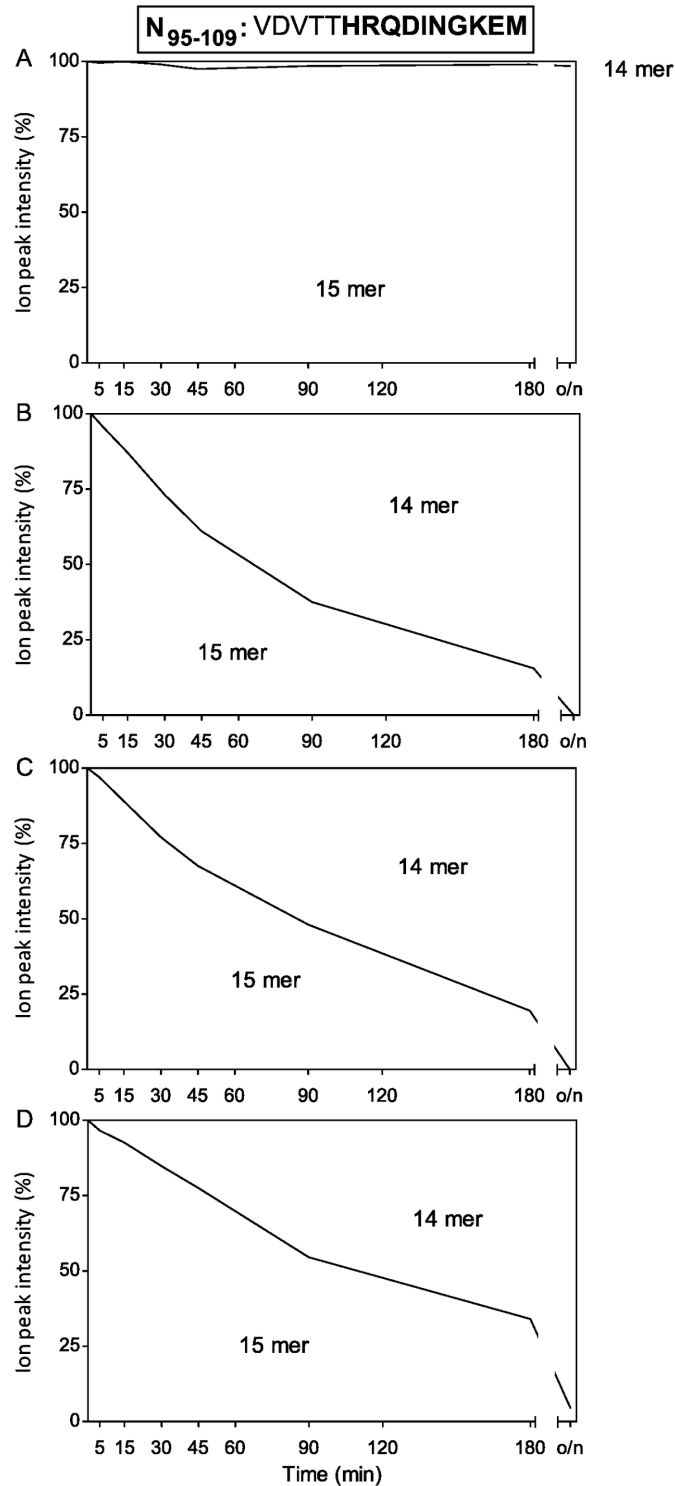 N95-109: VDVTTHRQDINGKEM
A
Ion peak intensity (%)
100
75
50
25
0
14 mer
15 mer
5 15 30 45 60 90 120 180 o/n
B
Ion peak intensity (%)
100
75
50
25
0
14 mer
15 mer
5 15 30 45 60 90 120 180 o/n
C
Ion peak intensity (%)
100
75
50
25
0
14 mer
15 mer
5 15 30 45 60 90 120 180 o/n
D
Ion peak intensity (%)
100
75
50
25
0
14 mer
15 mer
5 15 30 45 60 90 120 180 o/n
Time (min)